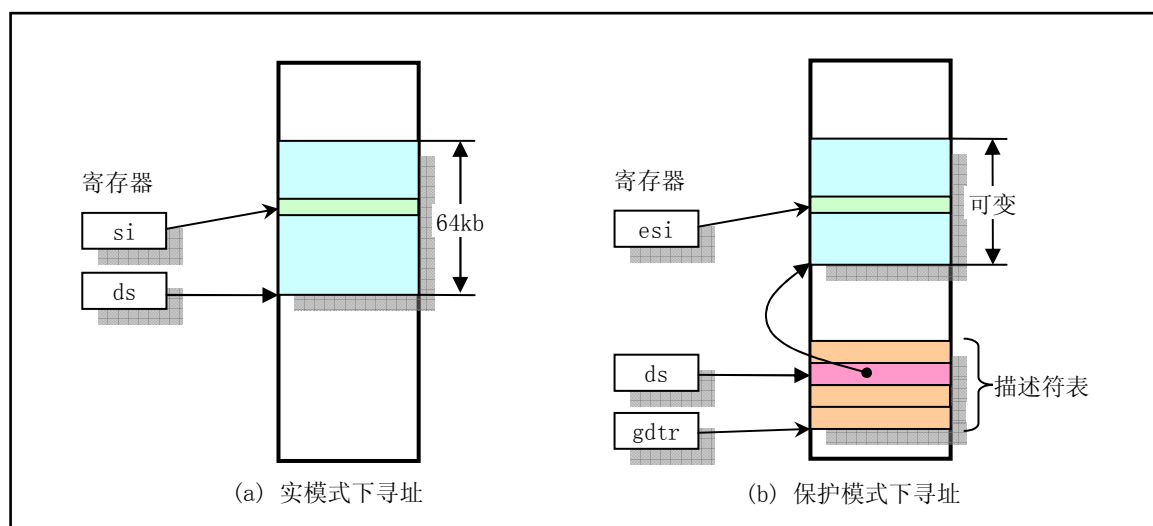 寄存器
si
ds
64kb
(a) 实模式下寻址
寄存器
esi
可变
ds
gdtr
描述符表
(b) 保护模式下寻址